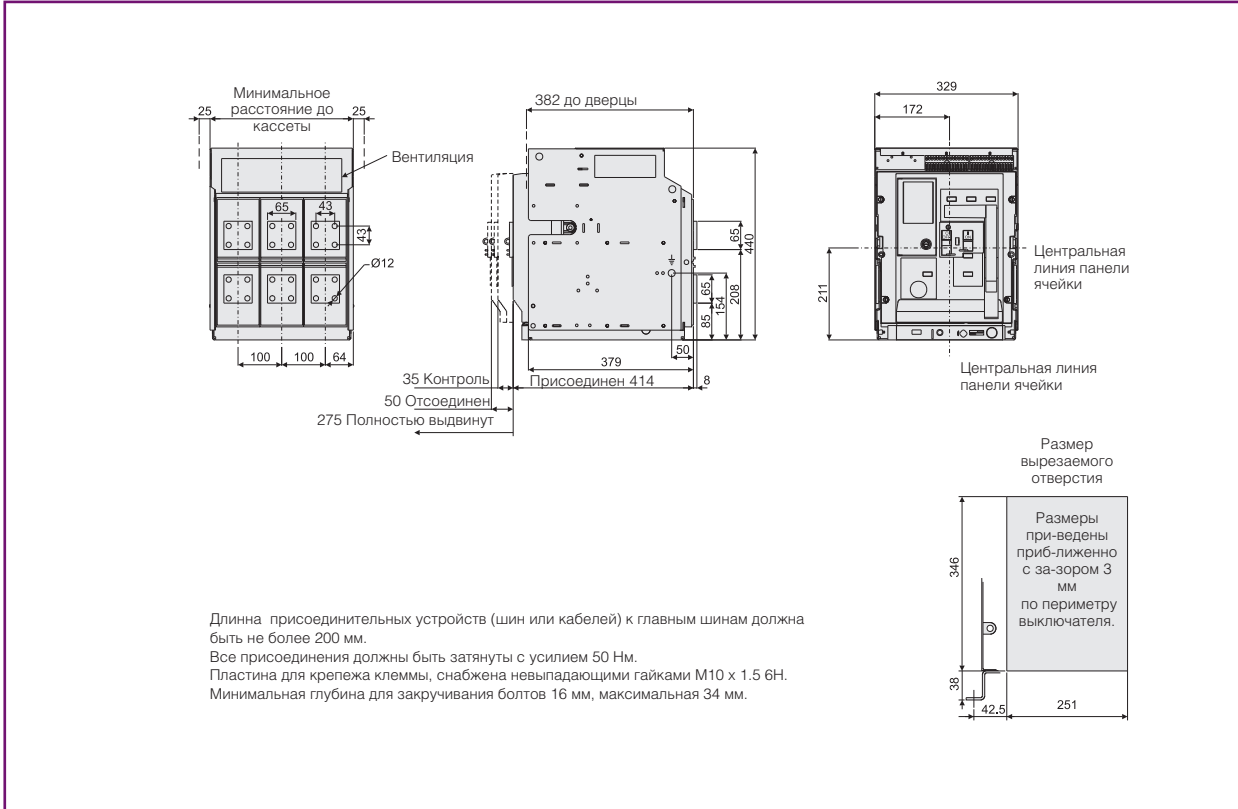 Минимальное
расстояние до
кассеты
25
25
Вентиляция
65
43
43
Ø12
100
100
64
382 до дверцы
440
65
208
154
65
85
50
379
35 Контроль
Присоединен 414
8
50 Отсоединен
275 Полностью выдвинут
329
172
211
Центральная
линия панели
ячейки
Центральная линия
панели ячейки
Размер
вырезаемого
отверстия
Размеры
при-ведены
приб-лиженно
с за-зором 3
мм
по периметру
выключателя.
346
38
42.5
251
Длинна присоединительных устройств (шин или кабелей) к главным шинам должна
быть не более 200 мм.
Все присоединения должны быть затянуты с усилием 50 Нм.
Пластина для крепежа клеммы, снабжена невыпадающими гайками М10 x 1.5 6Н.
Минимальная глубина для закручивания болтов 16 мм, максимальная 34 мм.